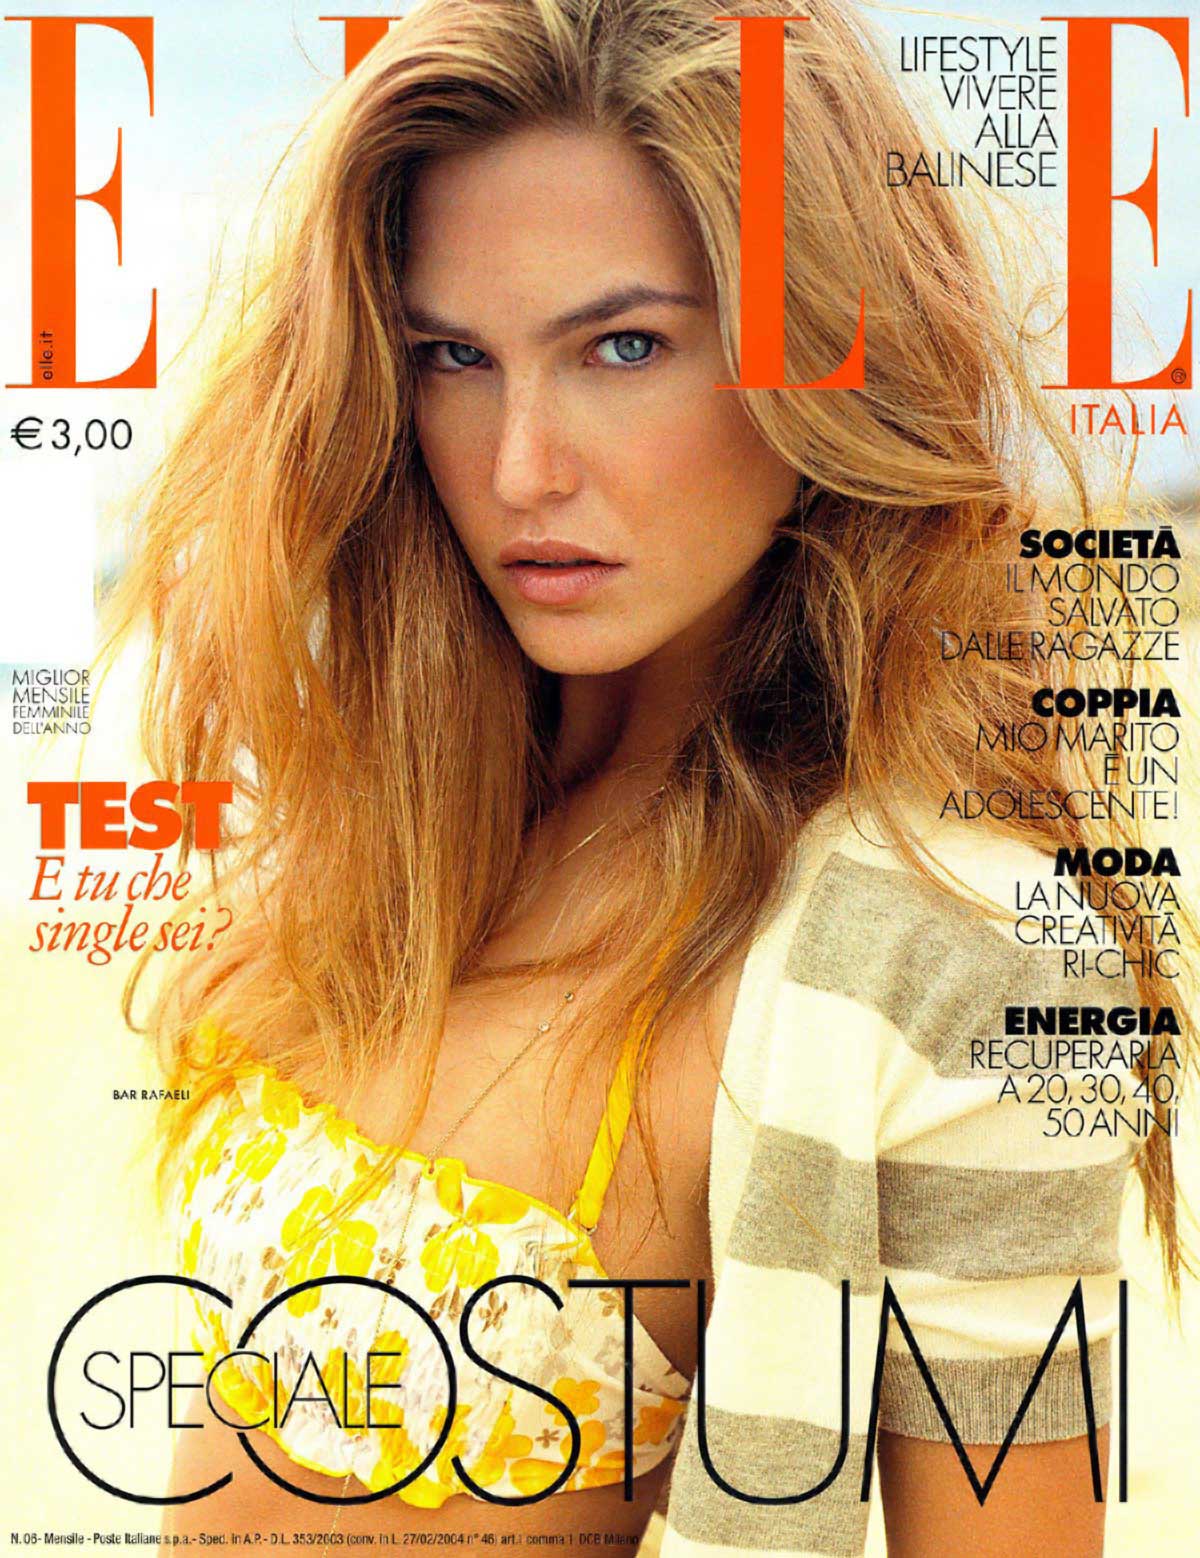 ELLE
ITALIA
elle.it
€ 3,00
LIFESTYLE
VIVERE
ALLA
BALINESE
MIGLIOR
MENSILE
FEMMINILE
DELL'ANNO
TEST
E tu che
single sei?
BAR RAFAELI
SOCIETÀ
IL MONDO
SALVATO
DALLE RAGAZZE
COPPIA
MIO MARITO
È UN
ADOLESCENTE!
MODA
LA NUOVA
CREATIVITÀ
RI-CHIC
ENERGIA
RECUPERARLA
A 20, 30, 40,
50 ANNI
SPECIALE
COSTUMI
N. 06 - Mensile - Poste Italiane s.p.a. - Sped. in A.P. - D.L. 353/2003 (conv. in L. 27/02/2004 n° 46) art.1 comma 1 DCB Milano